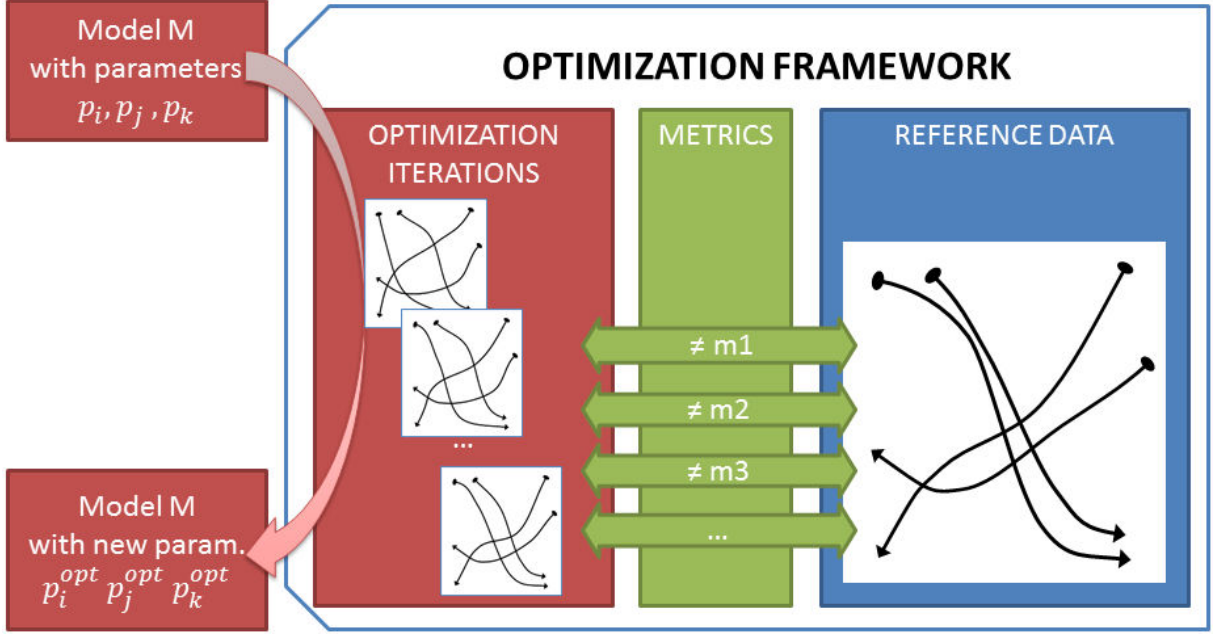 Model M
with parameters
p_i, p_j , p_k
OPTIMIZATION FRAMEWORK
OPTIMIZATION
ITERATIONS
METRICS
REFERENCE DATA
≠ m1
≠ m2
...
≠ m3
...
Model M
with new param.
p_i^opt p_j^opt p_k^opt